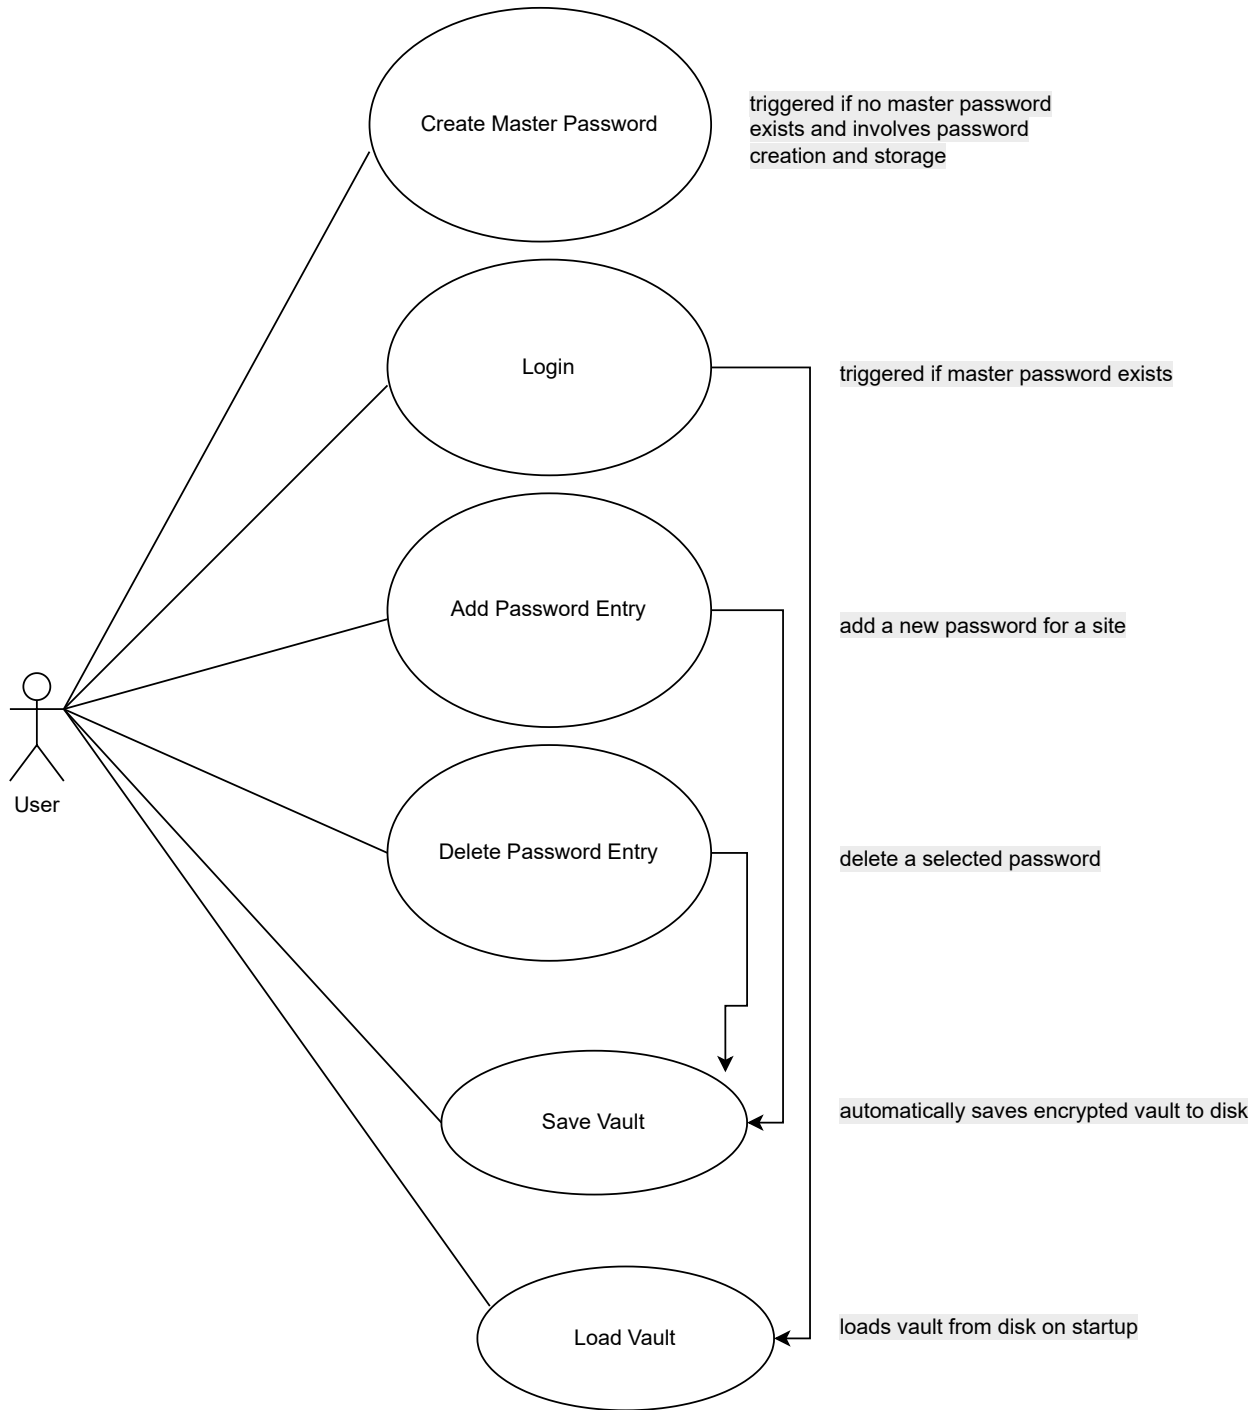 Create Master Password
triggered if no master password
exists and involves password
creation and storage
Login
triggered if master password exists
Add Password Entry
add a new password for a site
User
Delete Password Entry
delete a selected password
Save Vault
automatically saves encrypted vault to disk
Load Vault
loads vault from disk on startup